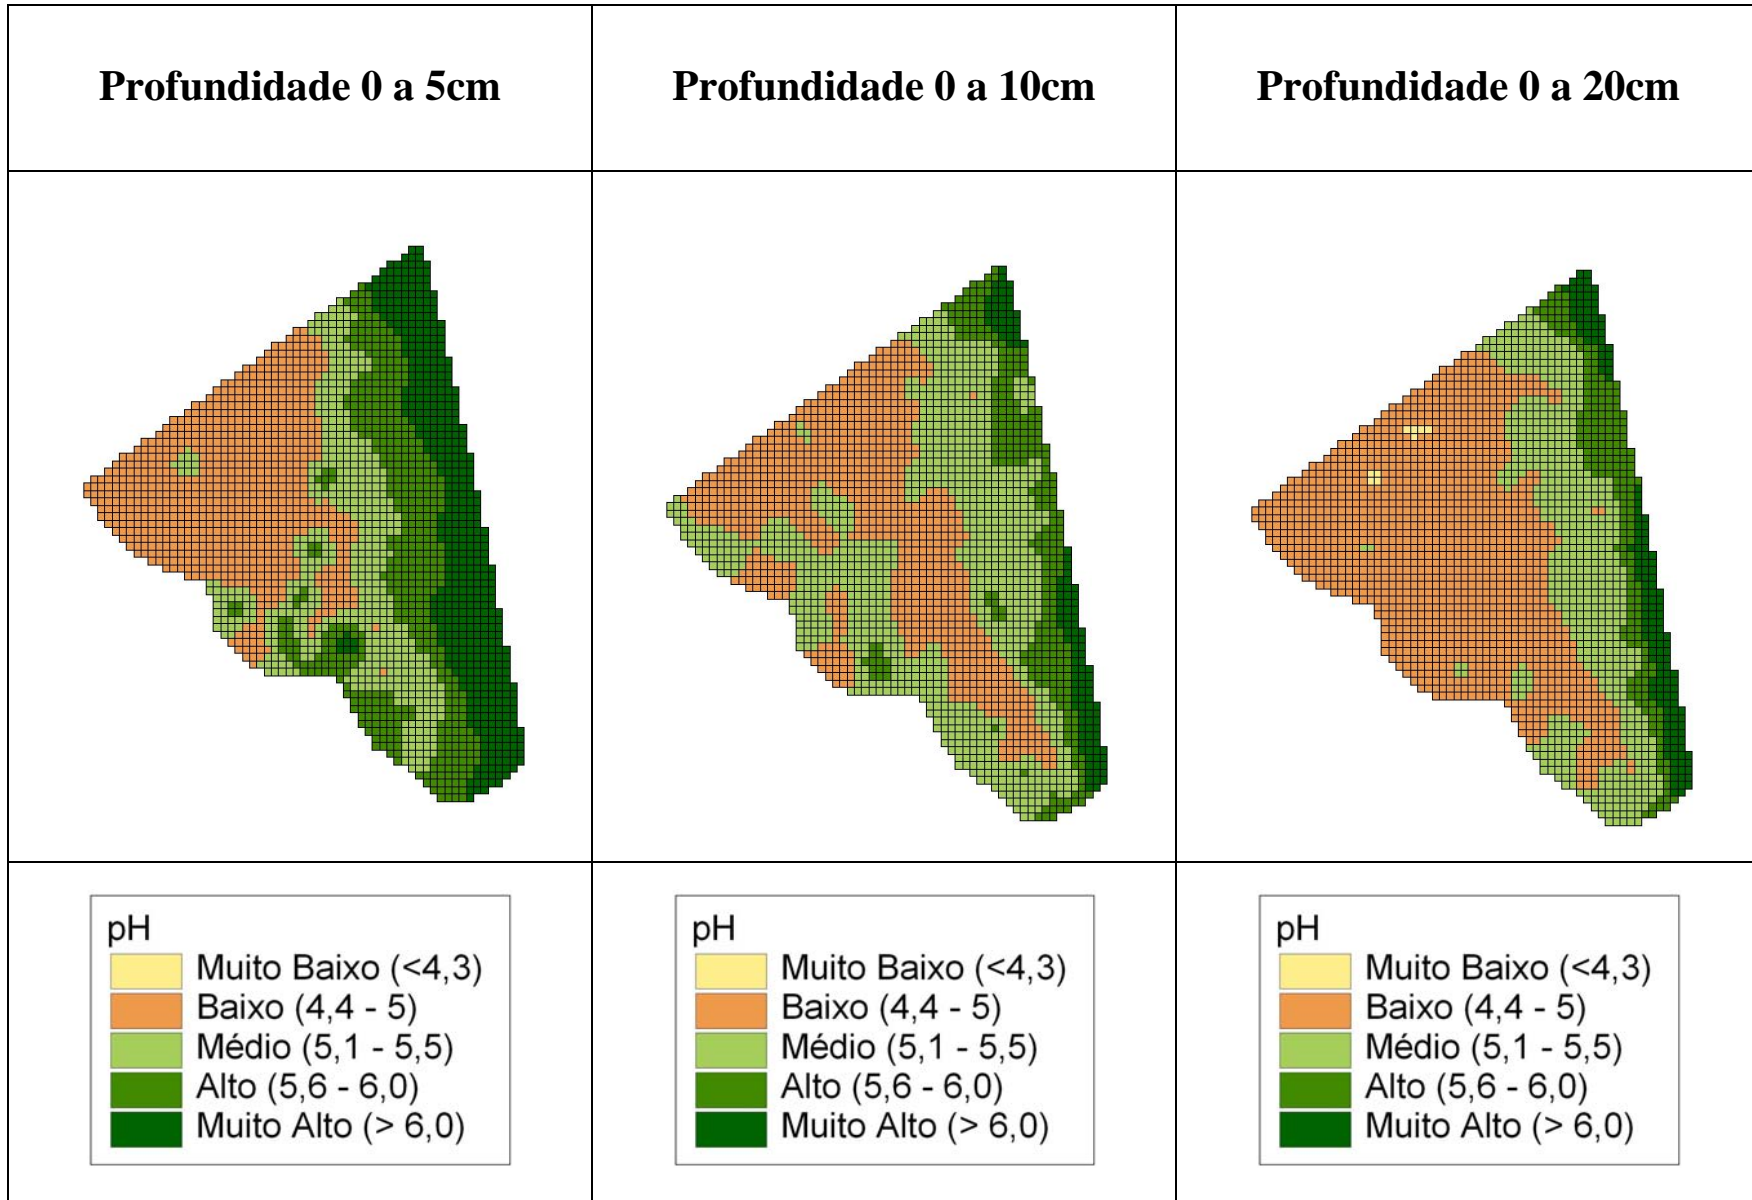 Profundidade 0 a 5cm
Profundidade 0 a 10cm
Profundidade 0 a 20cm
pH
Muito Baixo (<4,3)
Baixo (4,4 - 5)
Médio (5,1 - 5,5)
Alto (5,6 - 6,0)
Muito Alto (> 6,0)
pH
Muito Baixo (<4,3)
Baixo (4,4 - 5)
Médio (5,1 - 5,5)
Alto (5,6 - 6,0)
Muito Alto (> 6,0)
pH
Muito Baixo (<4,3)
Baixo (4,4 - 5)
Médio (5,1 - 5,5)
Alto (5,6 - 6,0)
Muito Alto (> 6,0)